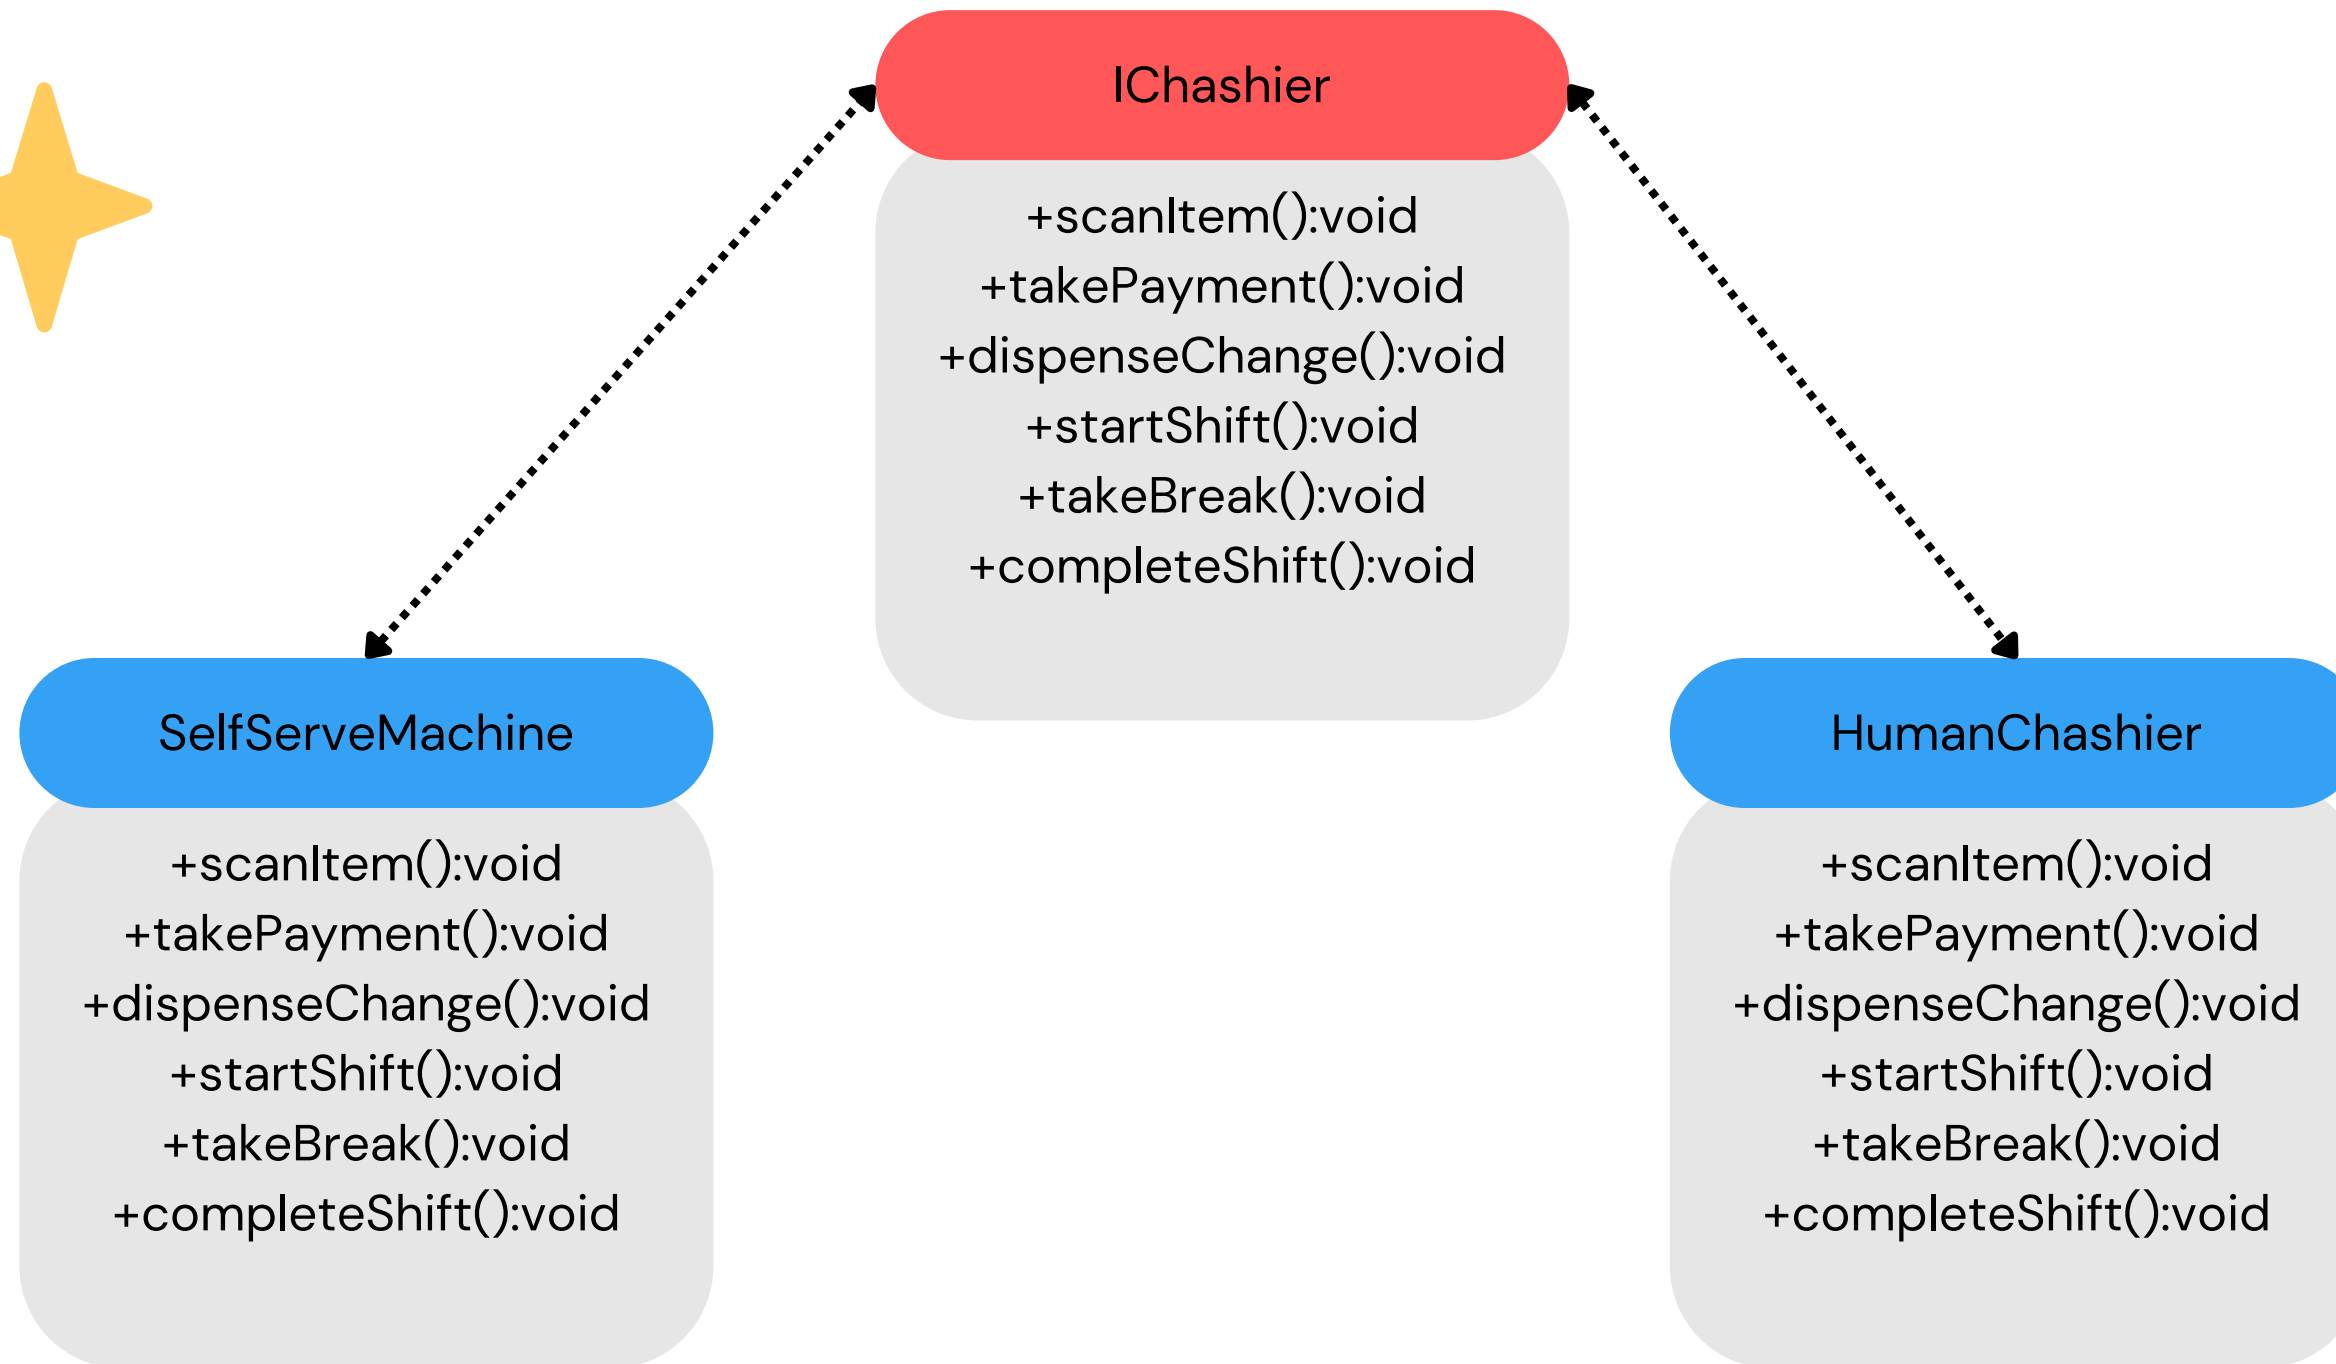 IChashier
+scanItem():void
+takePayment():void
+dispenseChange():void
+startShift():void
+takeBreak():void
+completeShift():void
SelfServeMachine
+scanItem():void
+takePayment():void
+dispenseChange():void
+startShift():void
+takeBreak():void
+completeShift():void
HumanChashier
+scanItem():void
+takePayment():void
+dispenseChange():void
+startShift():void
+takeBreak():void
+completeShift():void